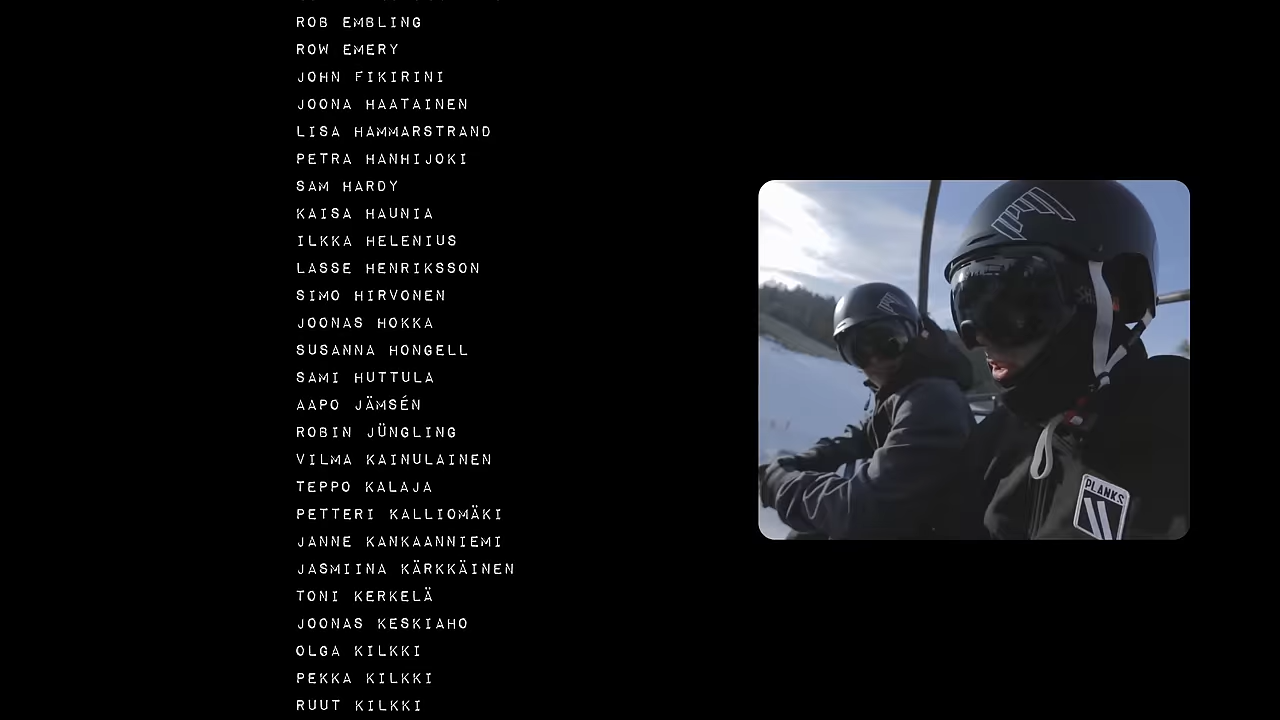 ROB EMBLING
ROW EMERY
JOHN FIKIRINI
JOONA HAATAINEN
LISA HAMMARSTRAND
PETRA HANHIJOKI
SAM HARDY
KAISA HAUNIA
ILKKA HELENIUS
LASSE HENRIKSSON
SIMO HIRVONEN
JOONAS HOKKA
SUSANNA HONGELL
SAMI HUTTULA
AAPO JÄMSÉN
ROBIN JÜNGLING
VILMA KAINULAINEN
TEPPO KALAJA
PETTERI KALLIOMÄKI
JANNE KANKAANNIEMI
JASMIINA KÄRKKÄINEN
TONI KERKELÄ
JOONAS KESKIAHO
OLGA KILKKI
PEKKA KILKKI
RUUT KILKKI
PLANKS